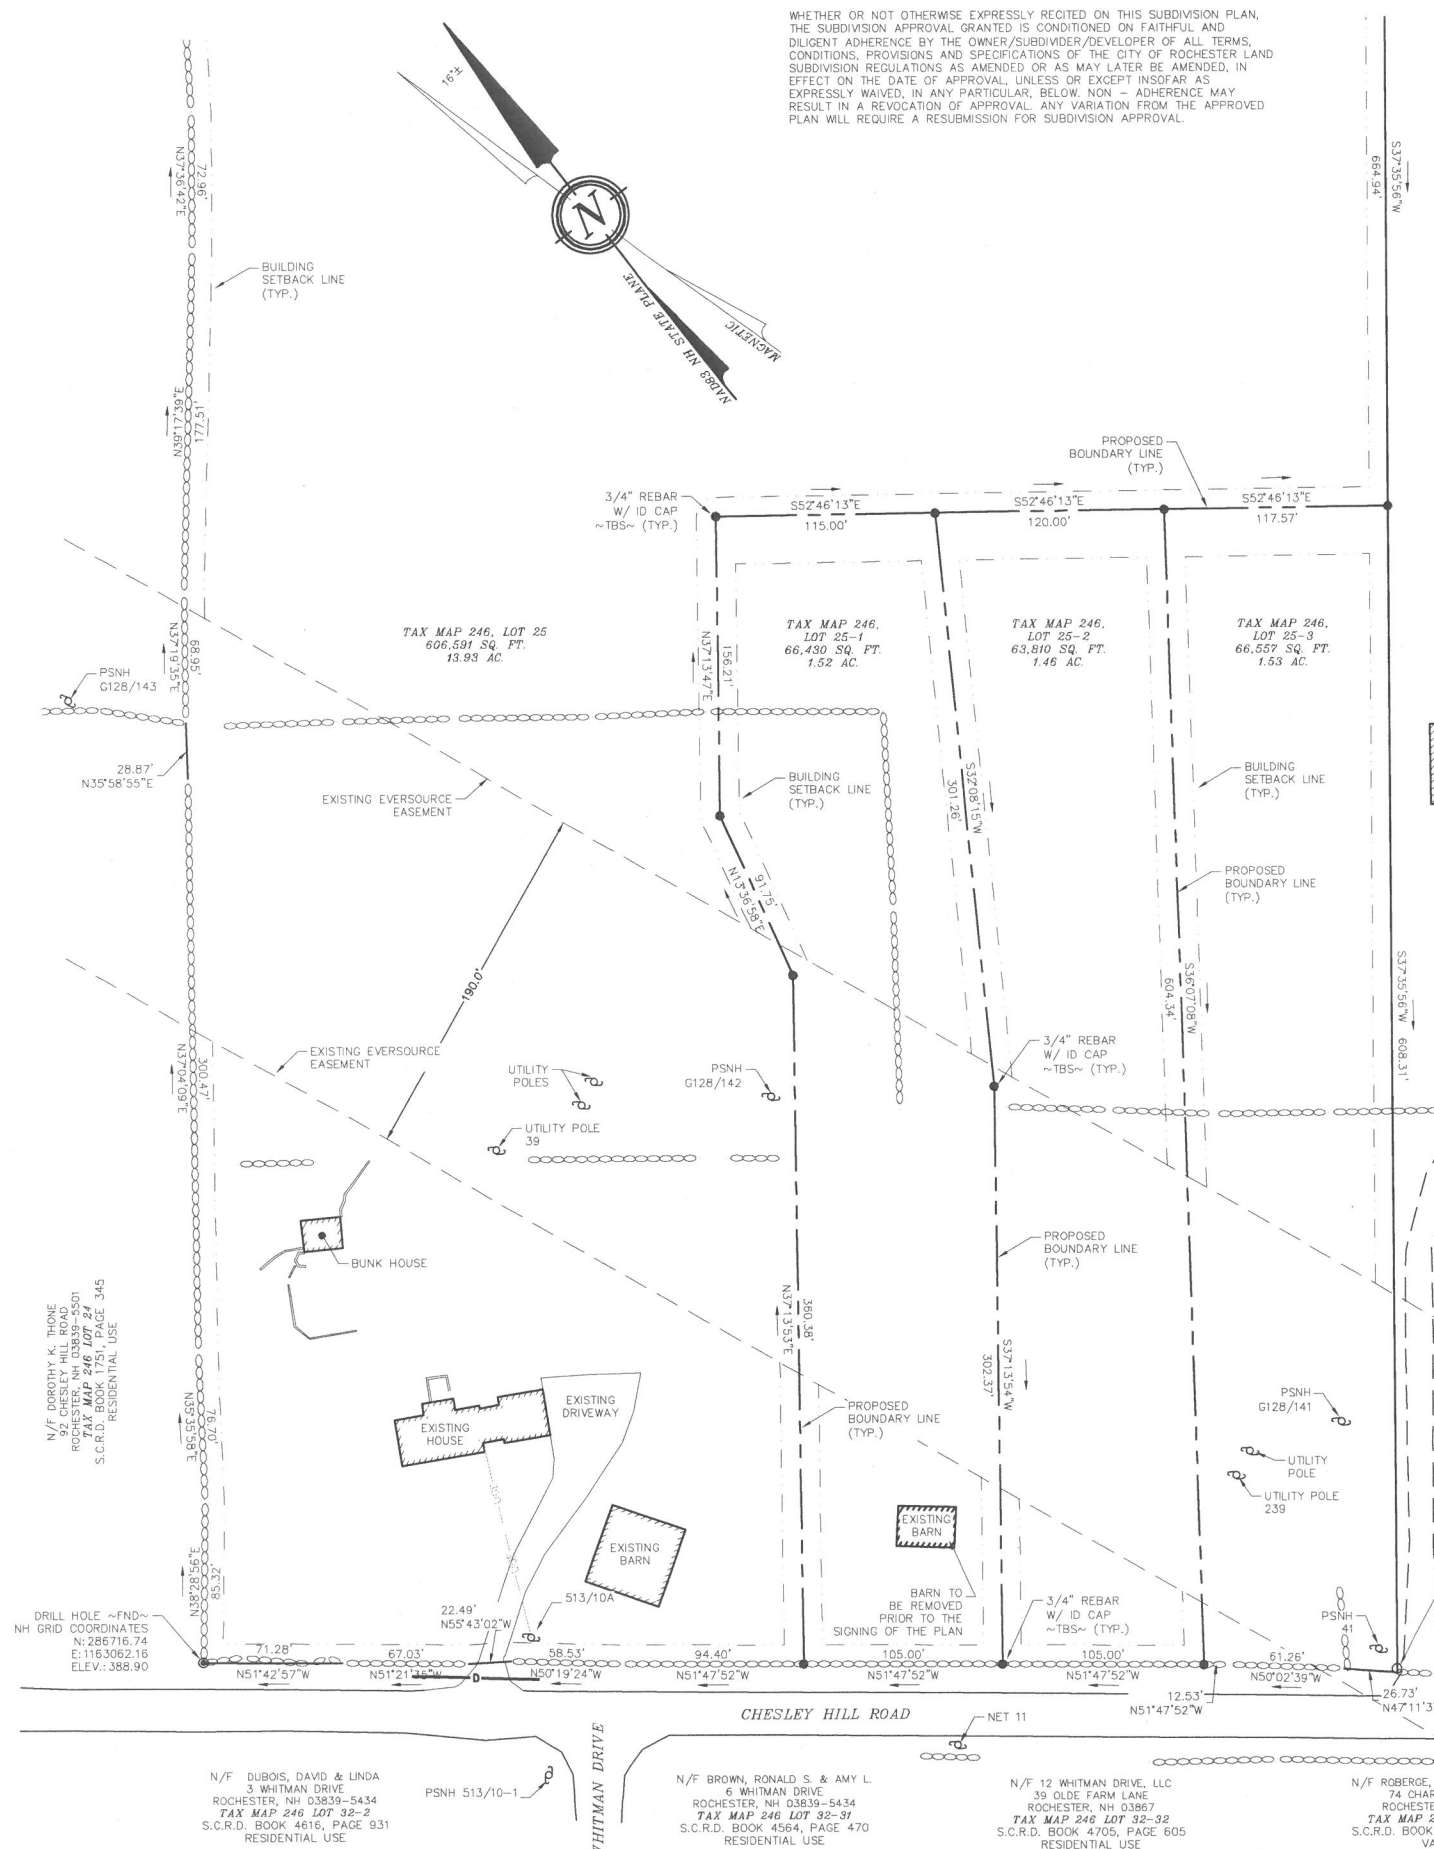 WHETHER OR NOT OTHERWISE EXPRESSLY RECITED ON THIS SUBDIVISION PLAN,
THE SUBDIVISION APPROVAL GRANTED IS CONDITIONED ON FAITHFUL AND
DILIGENT ADHERENCE BY THE OWNER/SUBDIVIDER/DEVELOPER OF ALL TERMS,
CONDITIONS, PROVISIONS AND SPECIFICATIONS OF THE CITY OF ROCHESTER LAND
SUBDIVISION REGULATIONS AS AMENDED OR AS MAY LATER BE AMENDED, IN
EFFECT ON THE DATE OF APPROVAL, UNLESS OR EXCEPT INSOFAR AS
EXPRESSLY WAIVED, IN ANY PARTICULAR, BELOW. NON - ADHERENCE MAY
RESULT IN A REVOCATION OF APPROVAL. ANY VARIATION FROM THE APPROVED
PLAN WILL REQUIRE A RESUBMISSION FOR SUBDIVISION APPROVAL.
16°±
N
NAD83 NH STATE PLANE
MAGNETIC
72.96'
N37°36'42"E
BUILDING
SETBACK LINE
(TYP.)
177.51'
N39°17'39"E
S37°35'56"W
664.94'
PROPOSED
BOUNDARY LINE
(TYP.)
3/4" REBAR
W/ ID CAP
~TBS~ (TYP.)
S52°46'13"E
115.00'
S52°46'13"E
120.00'
S52°46'13"E
117.57'
TAX MAP 246, LOT 25
606,591 SQ. FT.
13.93 AC.
TAX MAP 246,
LOT 25-1
66,430 SQ. FT.
1.52 AC.
TAX MAP 246,
LOT 25-2
63,810 SQ. FT.
1.46 AC.
TAX MAP 246,
LOT 25-3
66,557 SQ. FT.
1.53 AC.
68.95'
N37°19'35"E
156.21'
N37°13'47"E
PSNH
G128/143
28.87'
N35°58'55"E
EXISTING EVERSOURCE
EASEMENT
BUILDING
SETBACK LINE
(TYP.)
S32°08'15"W
301.26'
BUILDING
SETBACK LINE
(TYP.)
PROPOSED
BOUNDARY LINE
(TYP.)
91.75'
N13°36'58"E
190.0'
S36°07'08"W
604.34'
S37°35'56"W
608.31'
EXISTING EVERSOURCE
EASEMENT
300.47'
N37°04'09"E
UTILITY
POLES
PSNH
G128/142
3/4" REBAR
W/ ID CAP
~TBS~ (TYP.)
UTILITY POLE
39
BUNK HOUSE
PROPOSED
BOUNDARY LINE
(TYP.)
N/F DOROTHY K. THONE
92 CHESLEY HILL ROAD
ROCHESTER, NH 03839-5501
TAX MAP 246 LOT 24
S.C.R.D. BOOK 1751, PAGE 345
RESIDENTIAL USE
360.38'
N37°13'53"E
S37°13'54"W
302.37'
76.70'
N35°35'58"E
EXISTING
HOUSE
EXISTING
DRIVEWAY
PROPOSED
BOUNDARY LINE
(TYP.)
PSNH
G128/141
UTILITY
POLE
UTILITY POLE
239
EXISTING
BARN
EXISTING
BARN
N38°28'56"E
85.32'
513/10A
BARN TO
BE REMOVED
PRIOR TO THE
SIGNING OF THE PLAN
3/4" REBAR
W/ ID CAP
~TBS~ (TYP.)
PSNH
41
DRILL HOLE ~FND~
NH GRID COORDINATES
N: 286716.74
E: 1163062.16
ELEV.: 388.90
22.49'
N55°43'02"W
71.28'
N51°42'57"W
67.03'
N51°21'35"W
D
58.53'
N50°19'24"W
94.40'
N51°47'52"W
105.00'
N51°47'52"W
105.00'
N51°47'52"W
12.53'
N51°47'52"W
61.26'
N50°02'39"W
26.73'
N47°11'3
CHESLEY HILL ROAD
NET 11
WHITMAN DRIVE
PSNH 513/10-1
N/F DUBOIS, DAVID & LINDA
3 WHITMAN DRIVE
ROCHESTER, NH 03839-5434
TAX MAP 246 LOT 32-2
S.C.R.D. BOOK 4616, PAGE 931
RESIDENTIAL USE
N/F BROWN, RONALD S. & AMY L.
6 WHITMAN DRIVE
ROCHESTER, NH 03839-5434
TAX MAP 246 LOT 32-31
S.C.R.D. BOOK 4564, PAGE 470
RESIDENTIAL USE
N/F 12 WHITMAN DRIVE, LLC
39 OLDE FARM LANE
ROCHESTER, NH 03867
TAX MAP 246 LOT 32-32
S.C.R.D. BOOK 4705, PAGE 605
RESIDENTIAL USE
N/F ROBERGE,
74 CHAR
ROCHESTE
TAX MAP 2
S.C.R.D. BOOK
VA